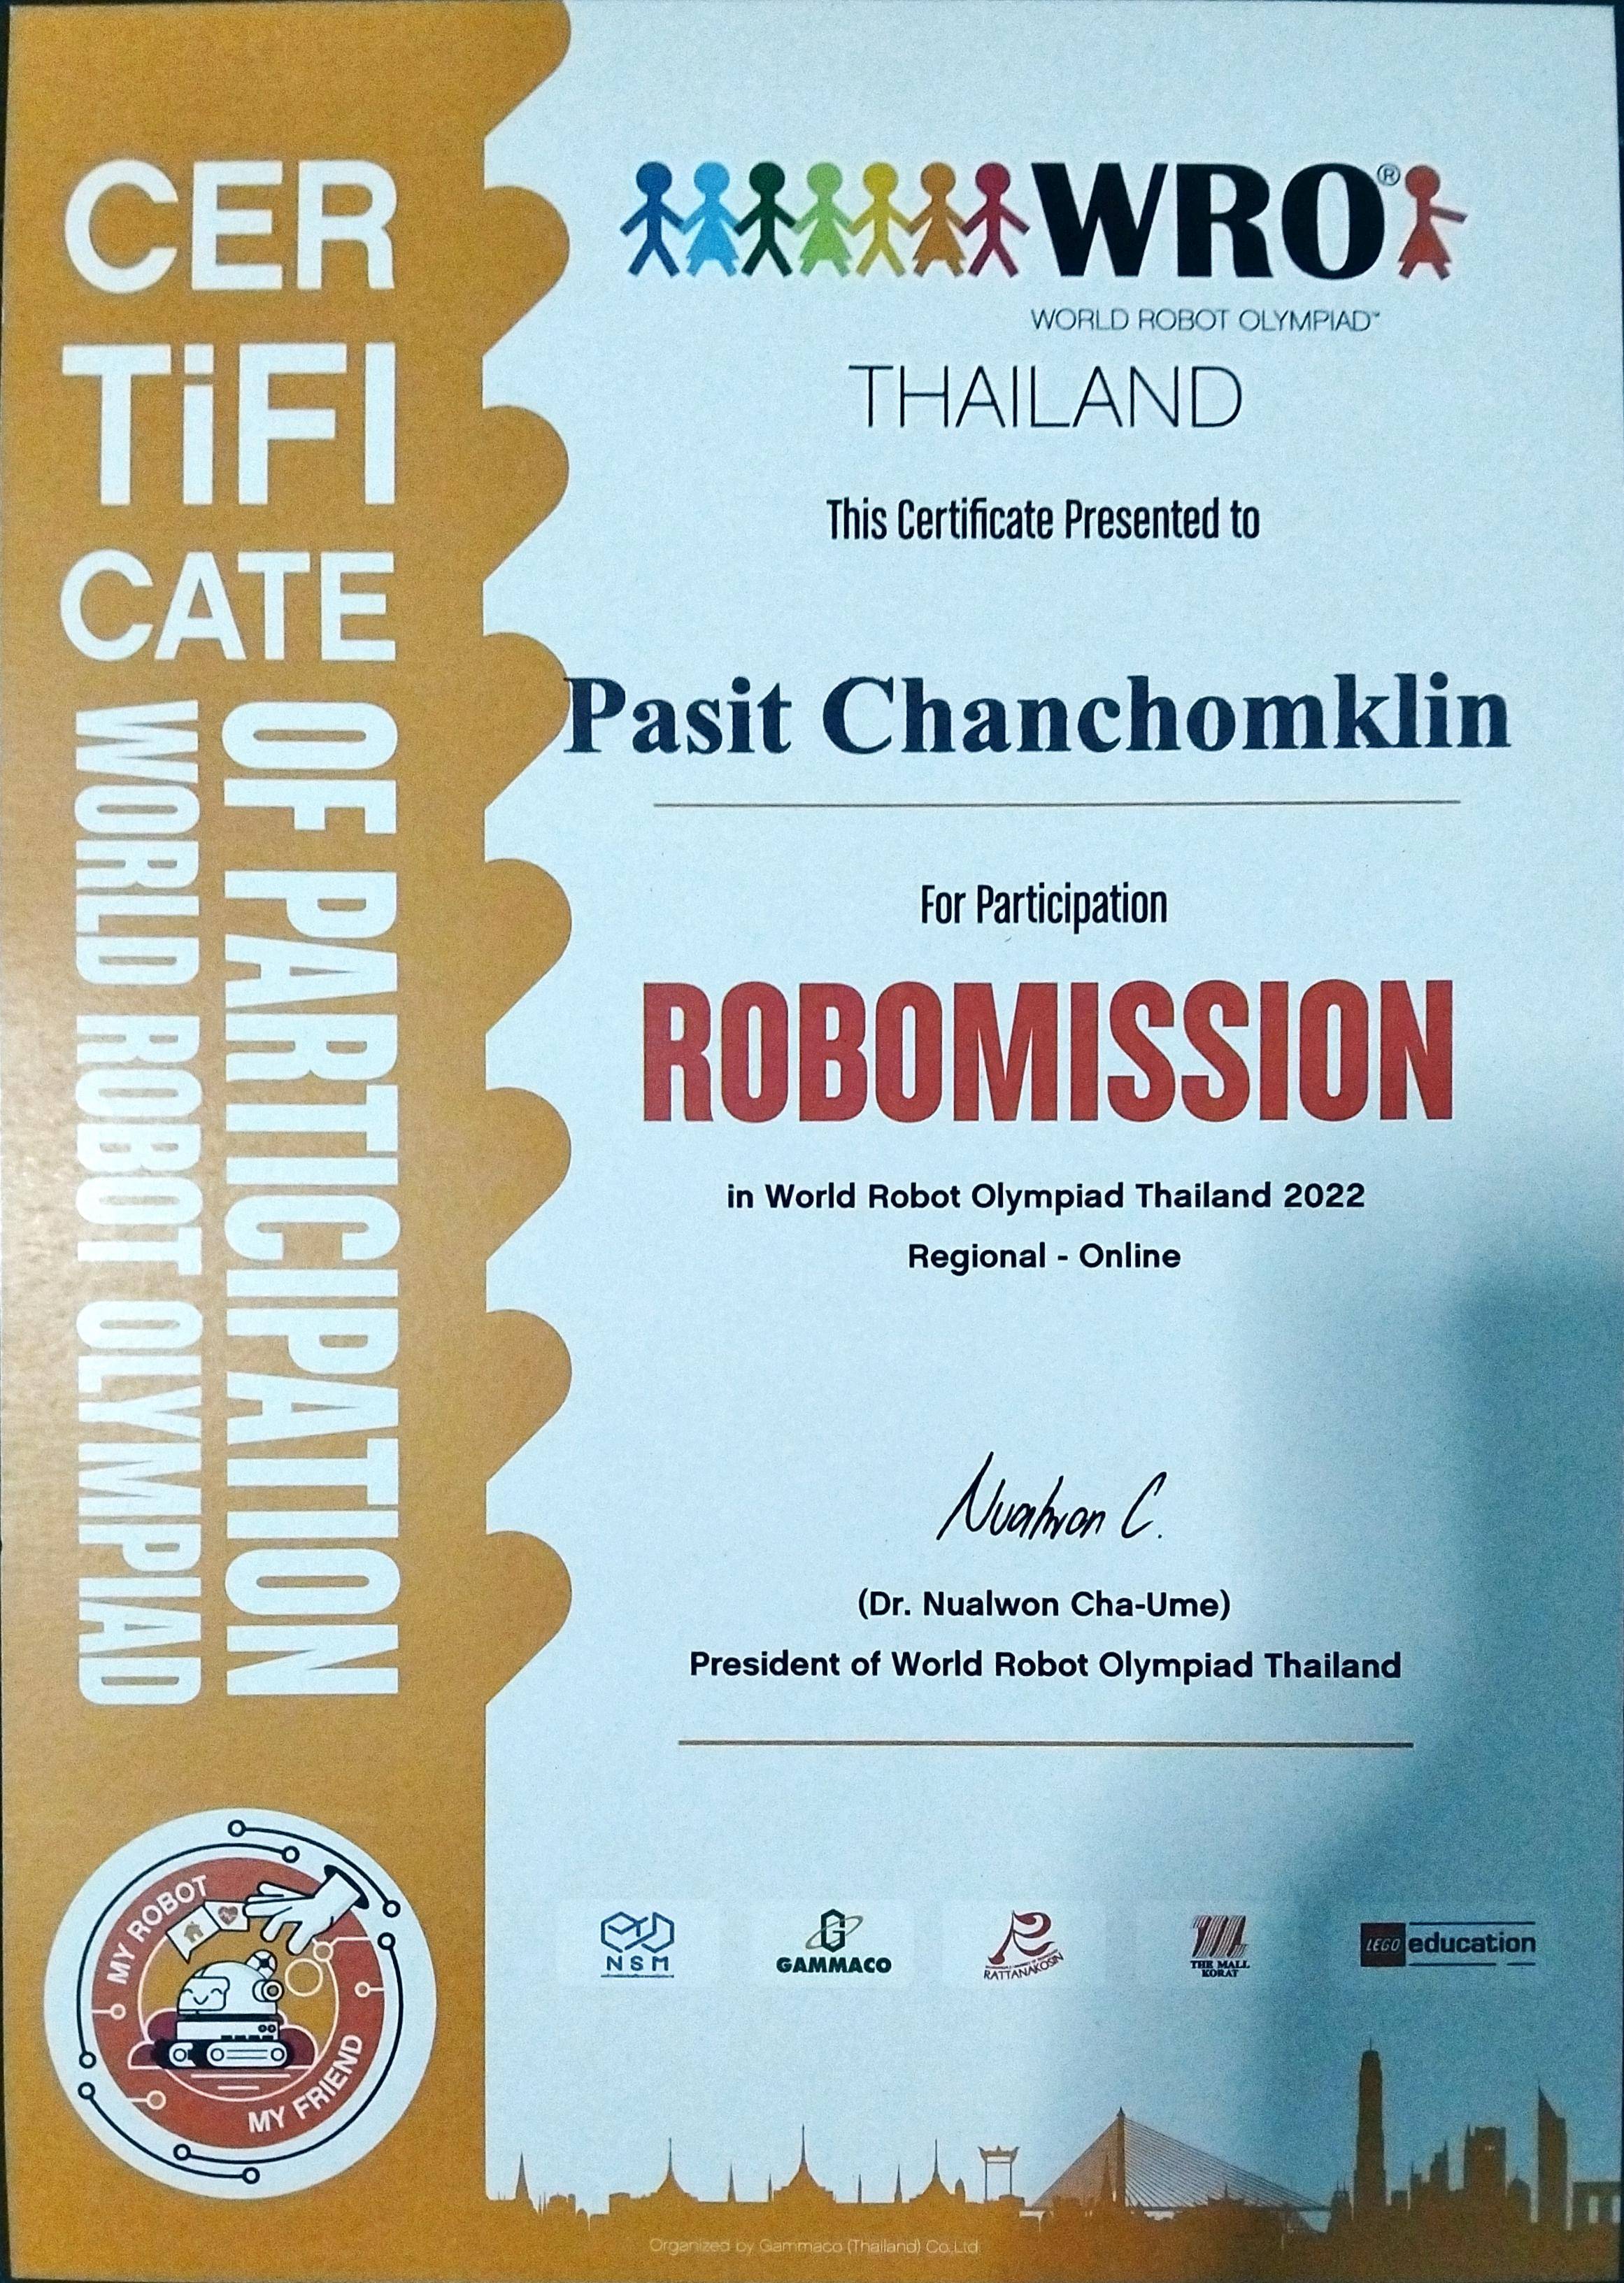 CER
TiFI
CATE
OF PARTICIPATION
WORLD ROBOT OLYMPIAD
WRO®
WORLD ROBOT OLYMPIAD™
THAILAND
This Certificate Presented to
Pasit Chanchomklin
For Participation
ROBOMISSION
in World Robot Olympiad Thailand 2022
Regional - Online
Nualwon C.
(Dr. Nualwon Cha-Ume)
President of World Robot Olympiad Thailand
MY ROBOT
MY FRIEND
NSM
GAMMACO
RATTANAKOSIN
THE MALL
KORAT
LEGO education
Organized by Gammaco (Thailand) Co.,Ltd